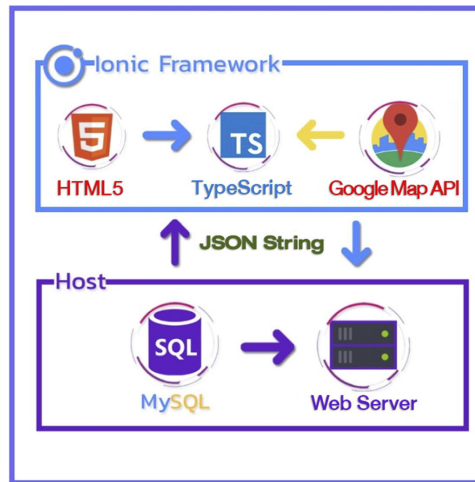 Ionic Framework
5
TS
HTML5
TypeScript
Google Map API
JSON String
Host
SQL
MySQL
Web Server